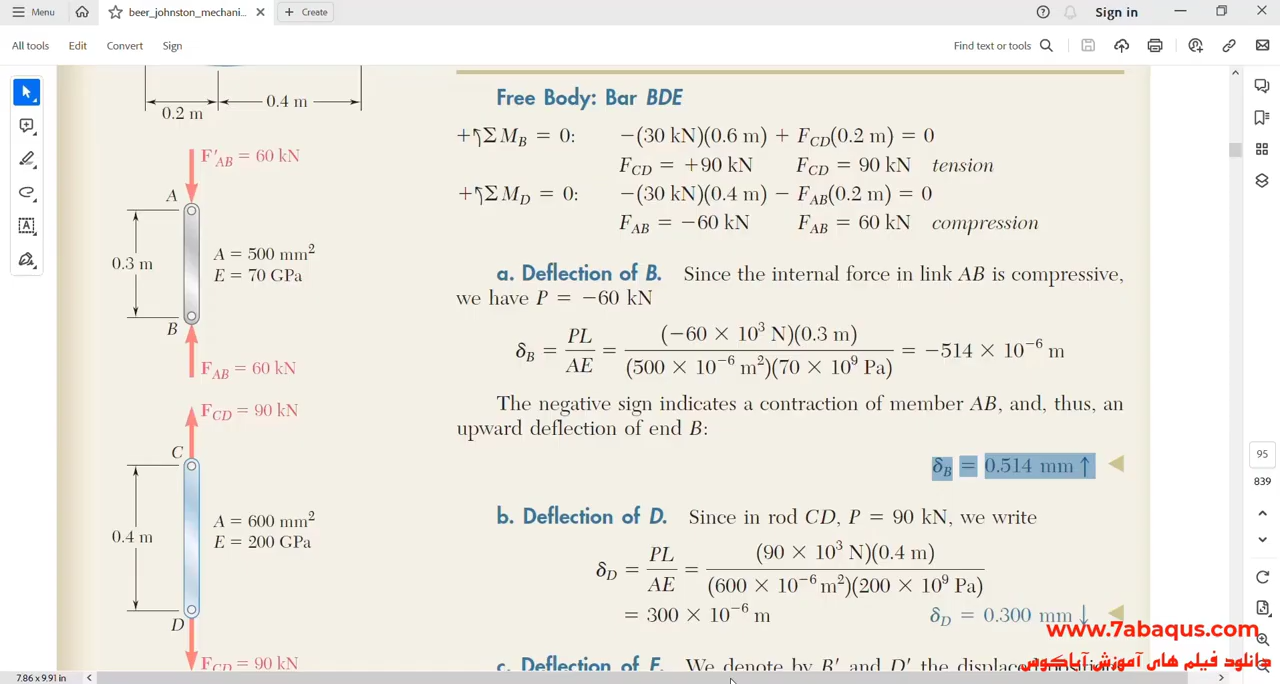 Menu
beer_johnston_mechani...
+ Create
Sign in
All tools
Edit
Convert
Sign
Find text or tools
0.2 m
0.4 m
F′AB = 60 kN
A
0.3 m
A = 500 mm²
E = 70 GPa
B
FAB = 60 kN
FCD = 90 kN
C
0.4 m
A = 600 mm²
E = 200 GPa
D
FCD = 90 kN
Free Body: Bar BDE
+↰ΣMB = 0: −(30 kN)(0.6 m) + FCD(0.2 m) = 0
FCD = +90 kN FCD = 90 kN tension
+↰ΣMD = 0: −(30 kN)(0.4 m) − FAB(0.2 m) = 0
FAB = −60 kN FAB = 60 kN compression
a. Deflection of B. Since the internal force in link AB is compressive,
we have P = −60 kN
δB = PL/AE = (−60 × 10³ N)(0.3 m)/(500 × 10⁻⁶ m²)(70 × 10⁹ Pa) = −514 × 10⁻⁶ m
The negative sign indicates a contraction of member AB, and, thus, an
upward deflection of end B:
δB = 0.514 mm ↑
b. Deflection of D. Since in rod CD, P = 90 kN, we write
δD = PL/AE = (90 × 10³ N)(0.4 m)/(600 × 10⁻⁶ m²)(200 × 10⁹ Pa)
= 300 × 10⁻⁶ m δD = 0.300 mm ↓
c. Deflection of E. We denote by B′ and D′ the displaced positions
www.7abaqus.com
دانلود فیلم های آموزش آباکوس
95
839
7.86 x 9.91 in